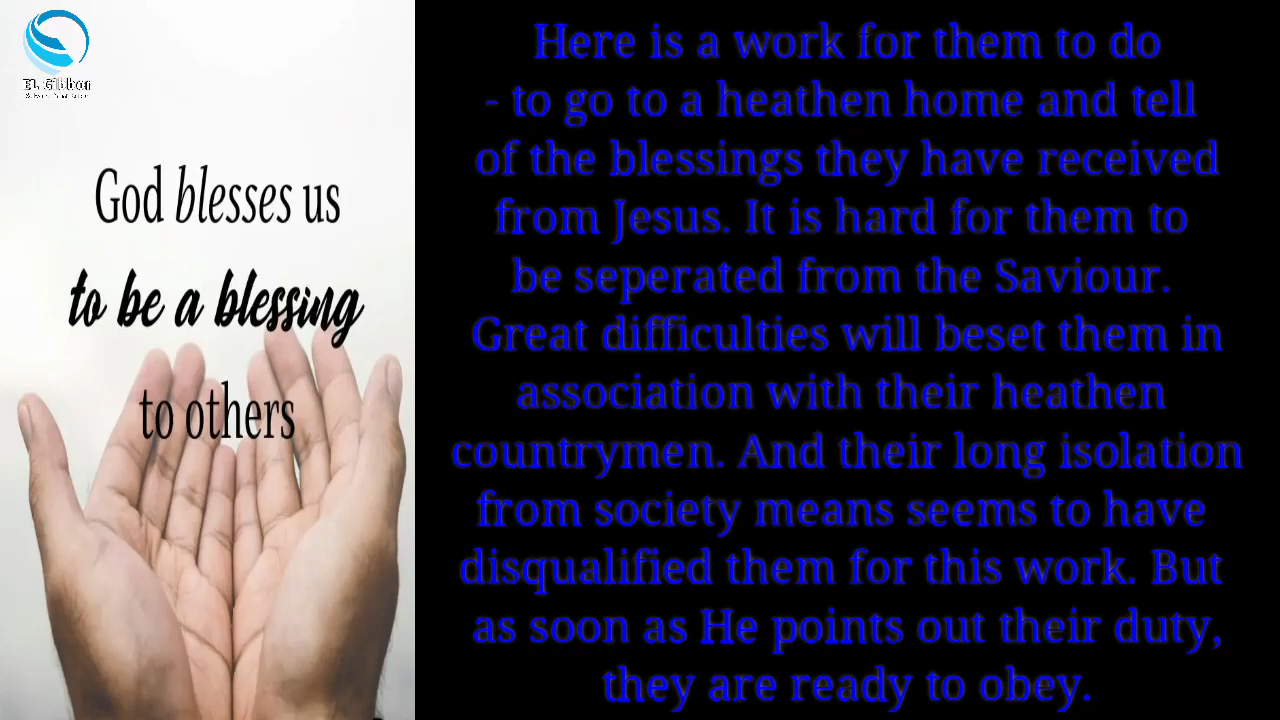 EL Gibbor
God blesses us
to be a blessing
to others
Here is a work for them to do
- to go to a heathen home and tell
of the blessings they have received
from Jesus. It is hard for them to
be seperated from the Saviour.
Great difficulties will beset them in
association with their heathen
countrymen. And their long isolation
from society means seems to have
disqualified them for this work. But
as soon as He points out their duty,
they are ready to obey.